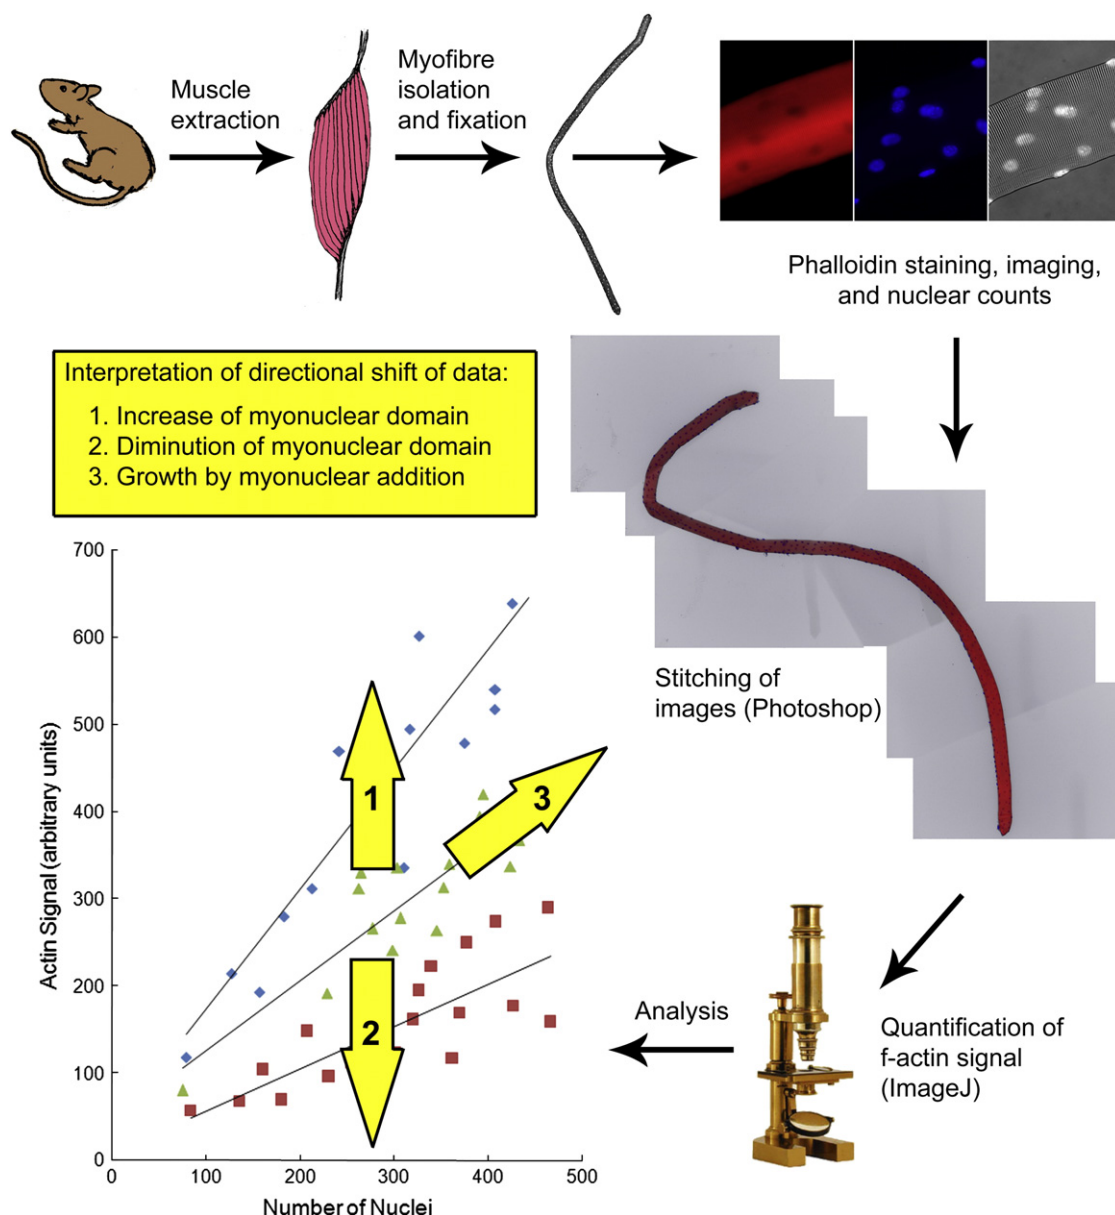 Muscle
extraction
Myofibre
isolation
and fixation
Phalloidin staining, imaging,
and nuclear counts
Interpretation of directional shift of data:
1. Increase of myonuclear domain
2. Diminution of myonuclear domain
3. Growth by myonuclear addition
Stitching of
images (Photoshop)
Quantification of
f-actin signal
(ImageJ)
Analysis
Actin Signal (arbitrary units)
700
600
500
400
300
200
100
0
1
3
2
0 100 200 300 400 500
Number of Nuclei